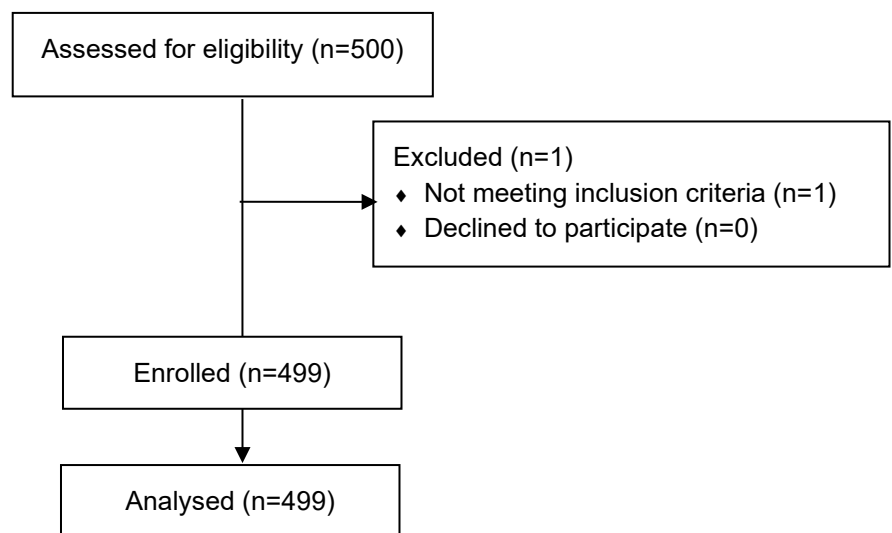 Assessed for eligibility (n=500)
Excluded (n=1)
♦ Not meeting inclusion criteria (n=1)
♦ Declined to participate (n=0)
Enrolled (n=499)
Analysed (n=499)